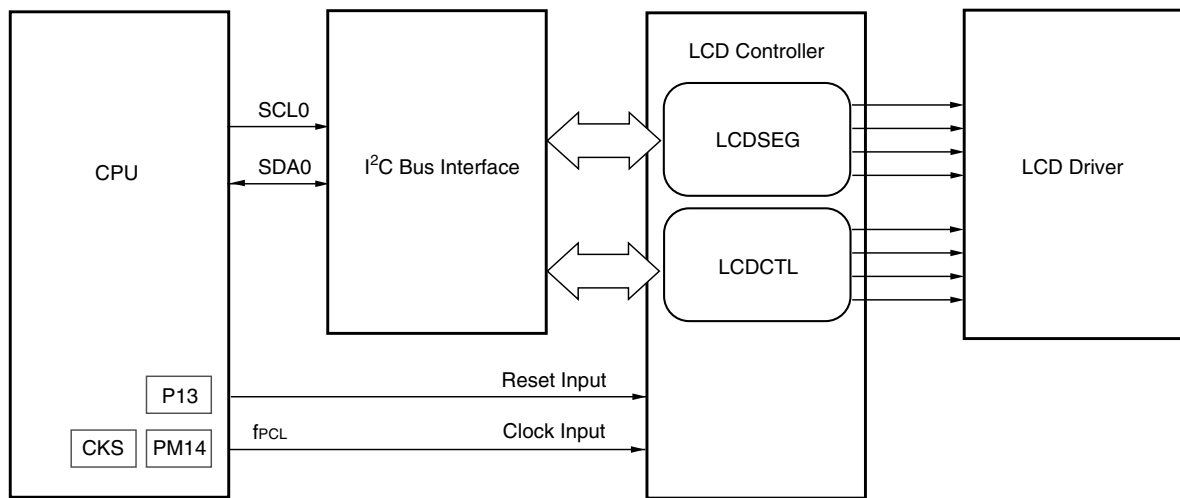 CPU
SCL0
SDA0
I²C Bus Interface
LCD Controller
LCDSEG
LCDCTL
LCD Driver
P13
Reset Input
CKS
PM14
fPCL
Clock Input